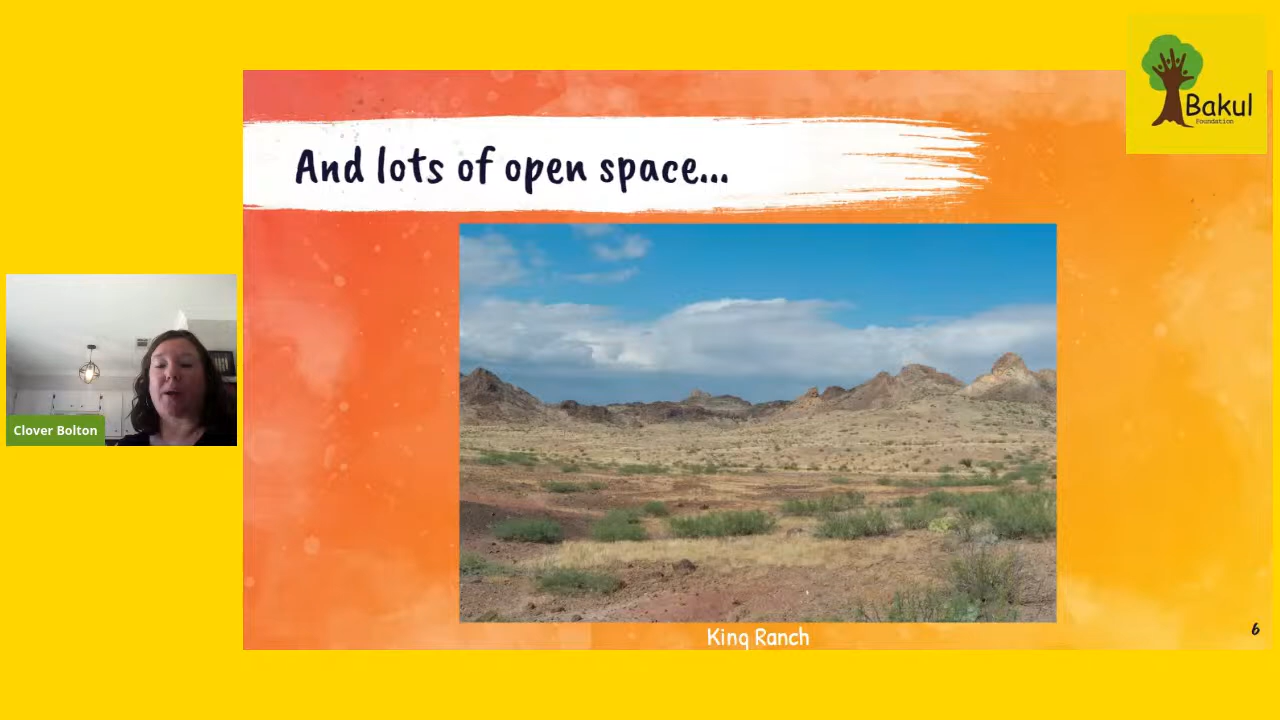 Bakul
Foundation
And lots of open space...
Clover Bolton
King Ranch
6